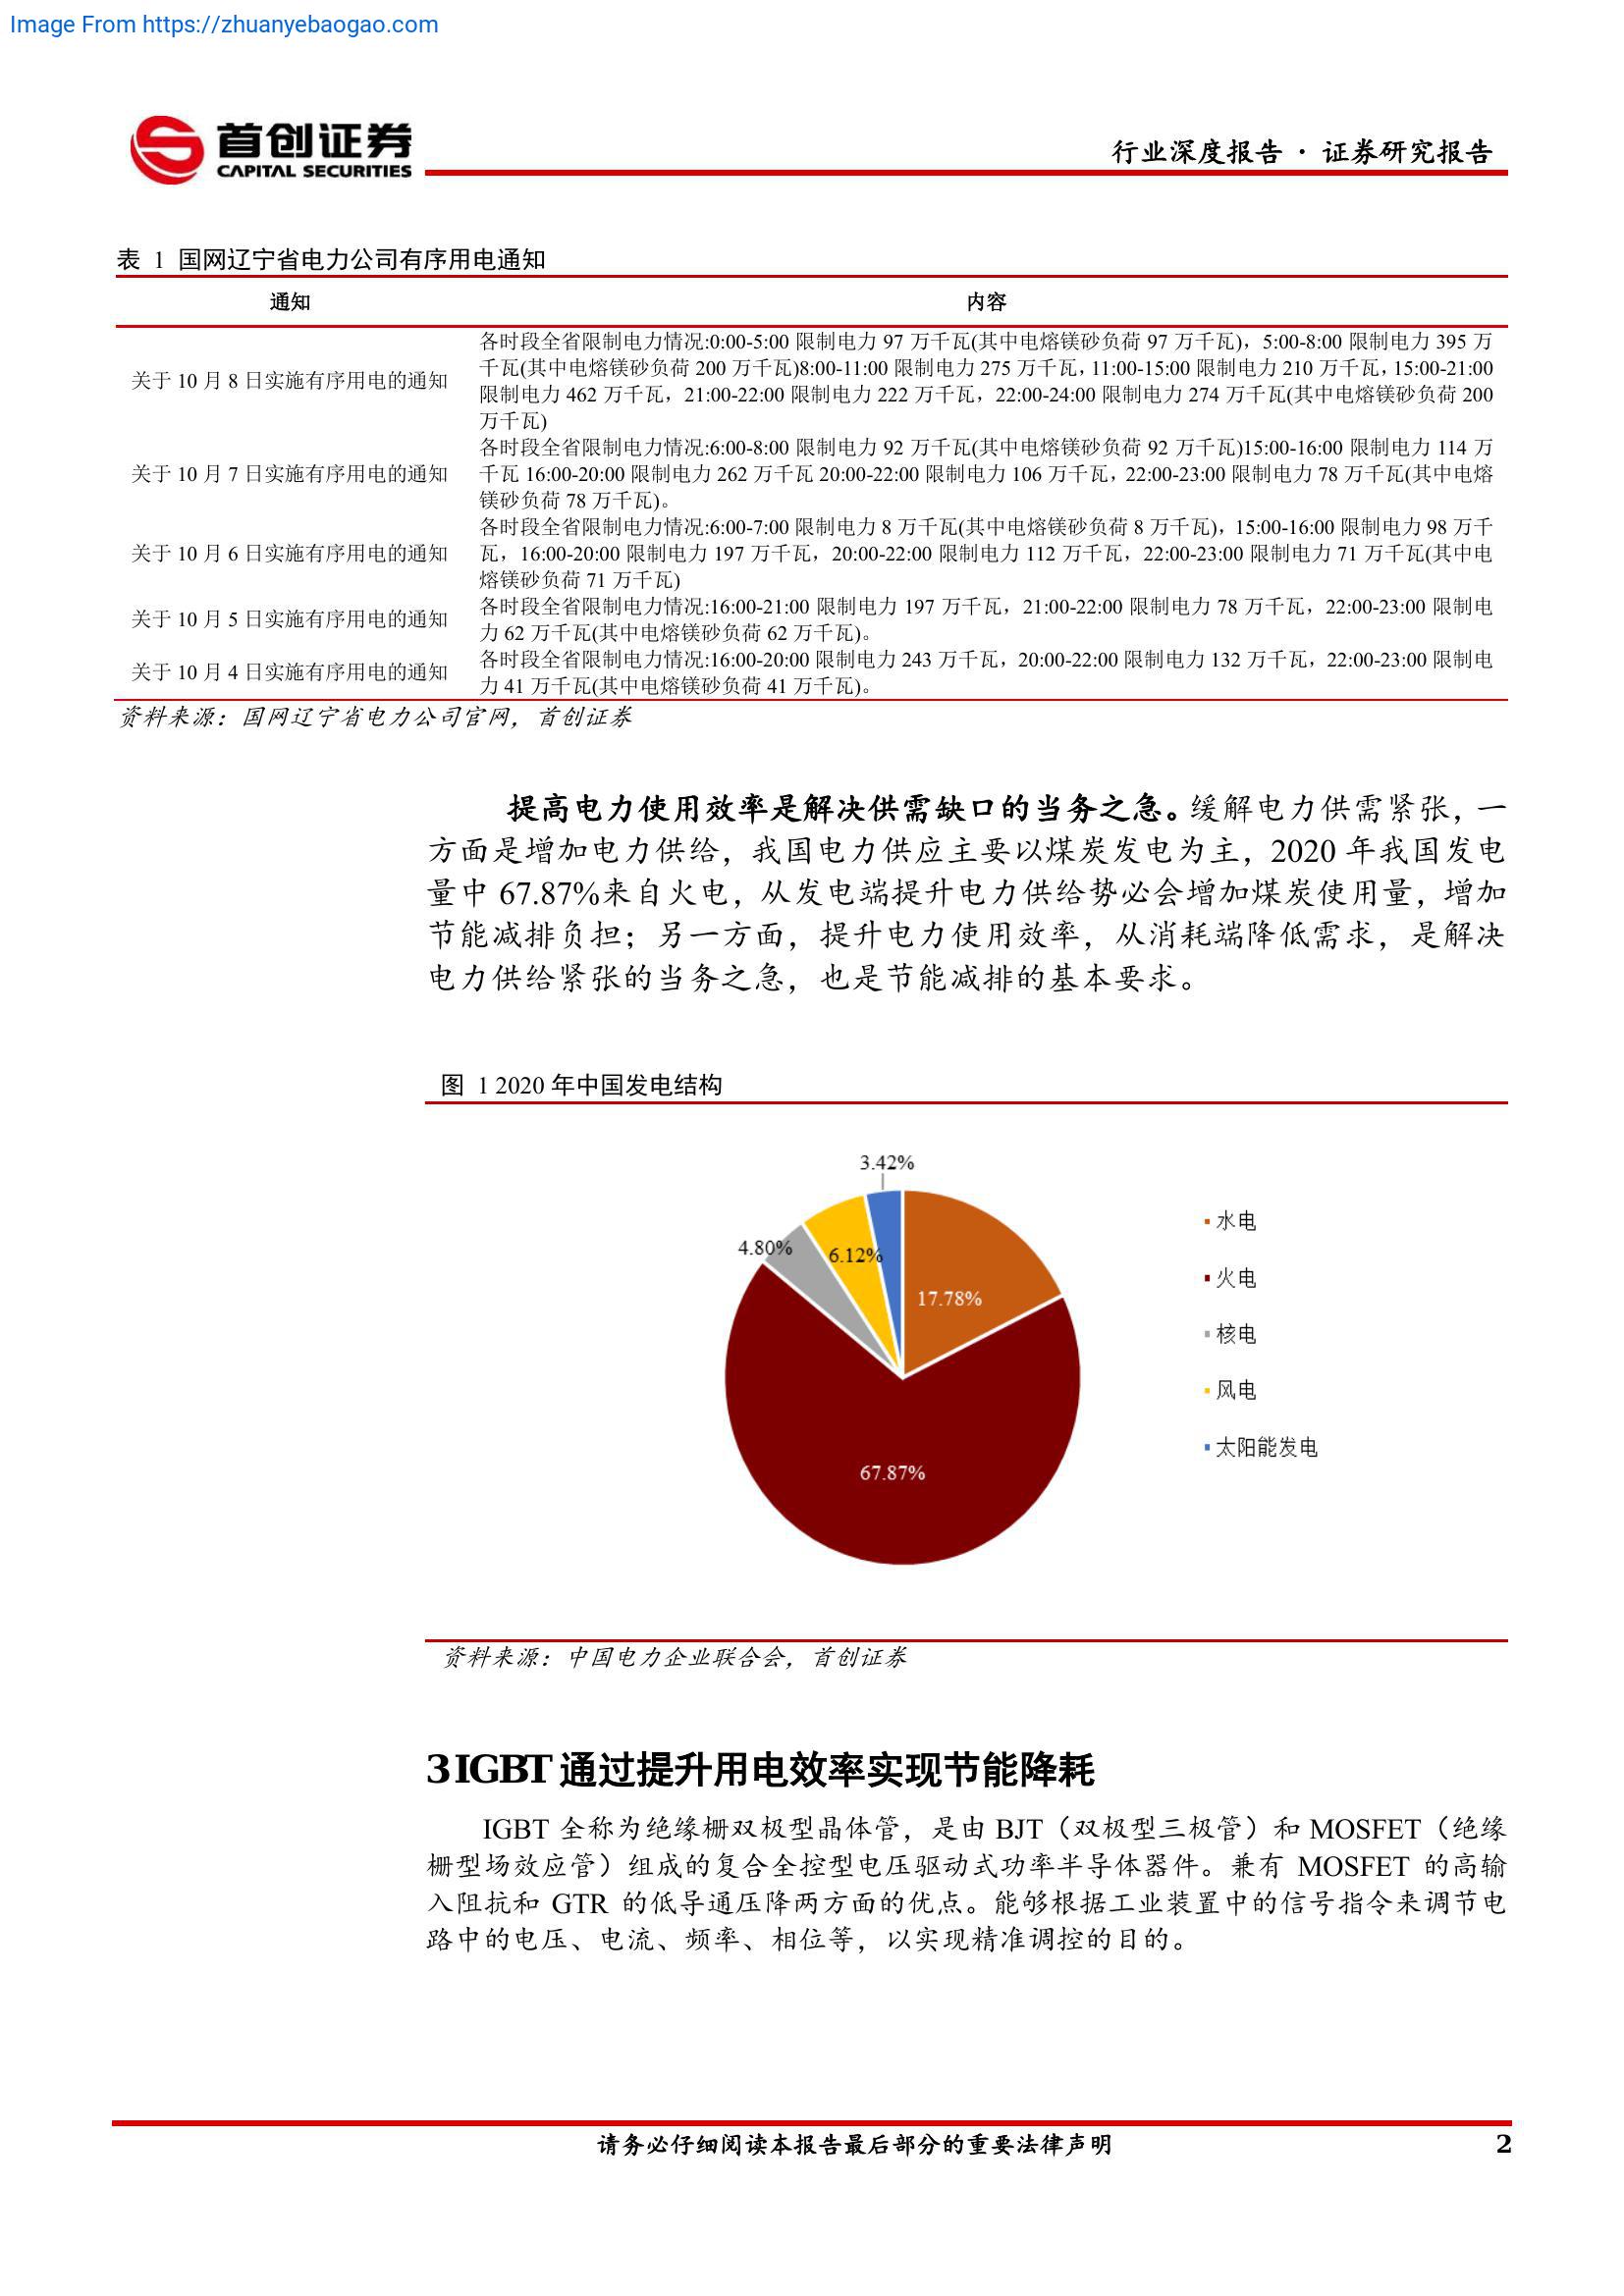 Image From https://zhuanyebaogao.com
首创证券
CAPITAL SECURITIES
行业深度报告 · 证券研究报告
表 1 国网辽宁省电力公司有序用电通知
通知 内容
关于 10 月 8 日实施有序用电的通知
各时段全省限制电力情况:0:00-5:00 限制电力 97 万千瓦(其中电熔镁砂负荷 97 万千瓦)，5:00-8:00 限制电力 395 万
千瓦(其中电熔镁砂负荷 200 万千瓦)8:00-11:00 限制电力 275 万千瓦，11:00-15:00 限制电力 210 万千瓦，15:00-21:00
限制电力 462 万千瓦，21:00-22:00 限制电力 222 万千瓦，22:00-24:00 限制电力 274 万千瓦(其中电熔镁砂负荷 200
万千瓦)
关于 10 月 7 日实施有序用电的通知
各时段全省限制电力情况:6:00-8:00 限制电力 92 万千瓦(其中电熔镁砂负荷 92 万千瓦)15:00-16:00 限制电力 114 万
千瓦 16:00-20:00 限制电力 262 万千瓦 20:00-22:00 限制电力 106 万千瓦，22:00-23:00 限制电力 78 万千瓦(其中电熔
镁砂负荷 78 万千瓦)。
关于 10 月 6 日实施有序用电的通知
各时段全省限制电力情况:6:00-7:00 限制电力 8 万千瓦(其中电熔镁砂负荷 8 万千瓦)，15:00-16:00 限制电力 98 万千
瓦，16:00-20:00 限制电力 197 万千瓦，20:00-22:00 限制电力 112 万千瓦，22:00-23:00 限制电力 71 万千瓦(其中电
熔镁砂负荷 71 万千瓦)
关于 10 月 5 日实施有序用电的通知
各时段全省限制电力情况:16:00-21:00 限制电力 197 万千瓦，21:00-22:00 限制电力 78 万千瓦，22:00-23:00 限制电
力 62 万千瓦(其中电熔镁砂负荷 62 万千瓦)。
关于 10 月 4 日实施有序用电的通知
各时段全省限制电力情况:16:00-20:00 限制电力 243 万千瓦，20:00-22:00 限制电力 132 万千瓦，22:00-23:00 限制电
力 41 万千瓦(其中电熔镁砂负荷 41 万千瓦)。
资料来源：国网辽宁省电力公司官网，首创证券
提高电力使用效率是解决供需缺口的当务之急。缓解电力供需紧张，一
方面是增加电力供给，我国电力供应主要以煤炭发电为主，2020 年我国发电
量中 67.87%来自火电，从发电端提升电力供给势必会增加煤炭使用量，增加
节能减排负担；另一方面，提升电力使用效率，从消耗端降低需求，是解决
电力供给紧张的当务之急，也是节能减排的基本要求。
图 1 2020 年中国发电结构
3.42%
4.80%
6.12%
17.78%
67.87%
水电
火电
核电
风电
太阳能发电
资料来源：中国电力企业联合会，首创证券
3 IGBT 通过提升用电效率实现节能降耗
IGBT 全称为绝缘栅双极型晶体管，是由 BJT（双极型三极管）和 MOSFET（绝缘
栅型场效应管）组成的复合全控型电压驱动式功率半导体器件。兼有 MOSFET 的高输
入阻抗和 GTR 的低导通压降两方面的优点。能够根据工业装置中的信号指令来调节电
路中的电压、电流、频率、相位等，以实现精准调控的目的。
请务必仔细阅读本报告最后部分的重要法律声明
2